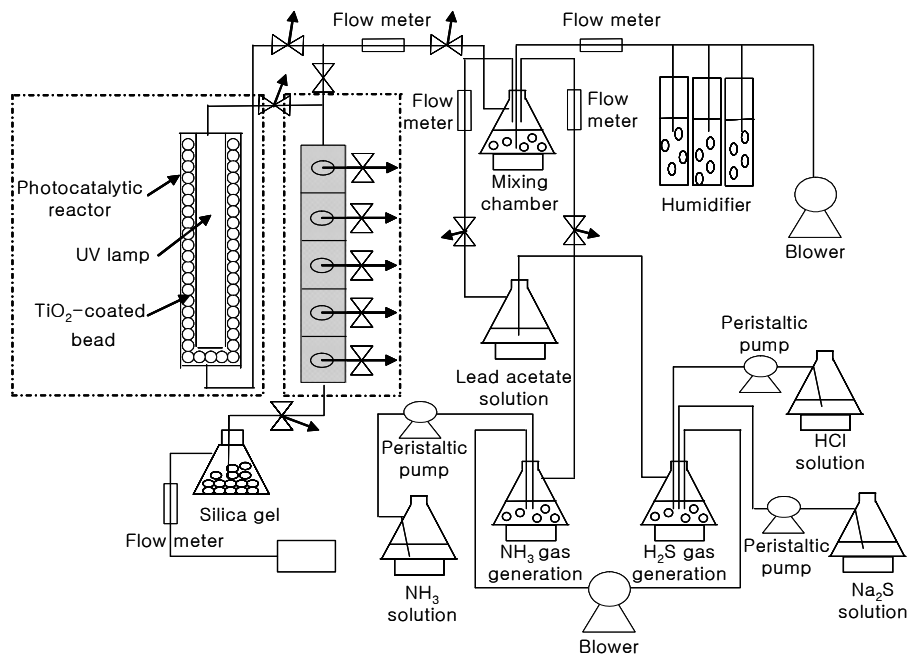 Flow meter
Flow meter
Flow
meter
Flow
meter
Mixing
chamber
Humidifier
Blower
Photocatalytic
reactor
UV lamp
TiO₂-coated
bead
Lead acetate
solution
Peristaltic
pump
HCl
solution
Peristaltic
pump
Silica gel
Flow meter
NH₃
solution
NH₃ gas
generation
H₂S gas
generation
Peristaltic
pump
Na₂S
solution
Blower